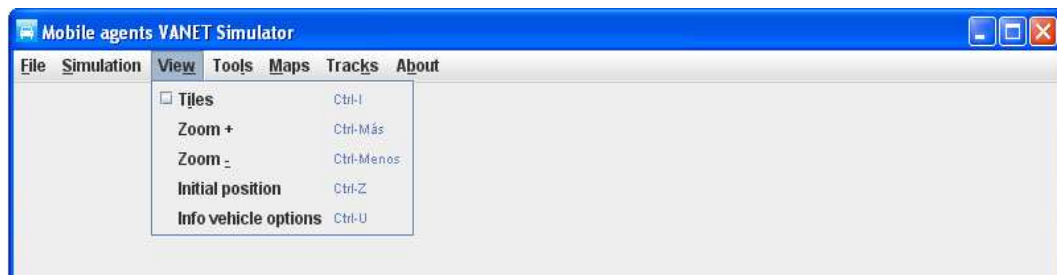 Mobile agents VANET Simulator
File Simulation View Tools Maps Tracks About
Tiles Ctrl-I
Zoom + Ctrl-Más
Zoom - Ctrl-Menos
Initial position Ctrl-Z
Info vehicle options Ctrl-U